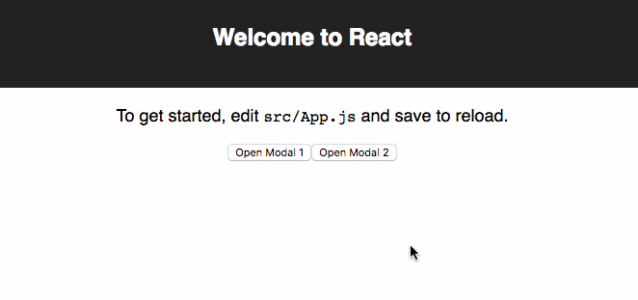 Welcome to React
To get started, edit src/App.js and save to reload.
Open Modal 1 Open Modal 2